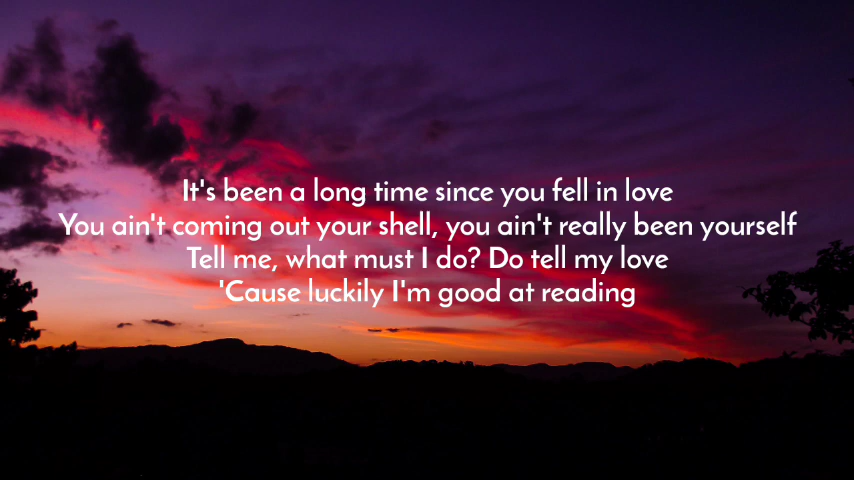 It's been a long time since you fell in love
You ain't coming out your shell, you ain't really been yourself
Tell me, what must I do? Do tell my love
'Cause luckily I'm good at reading